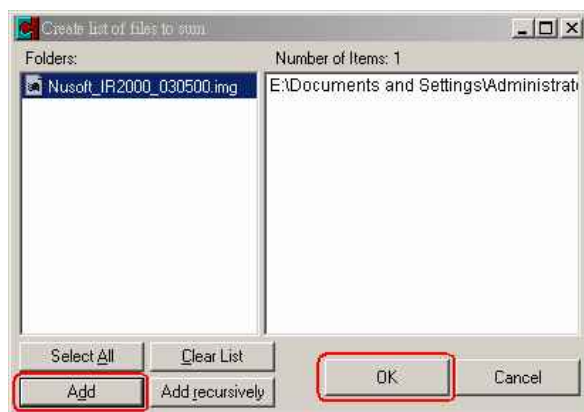 Create list of files to sum
Folders:
Number of Items: 1
Nusoft_IR2000_030500.img
E:\Documents and Settings\Administrat
Select All
Clear List
Add
Add recursively
OK
Cancel